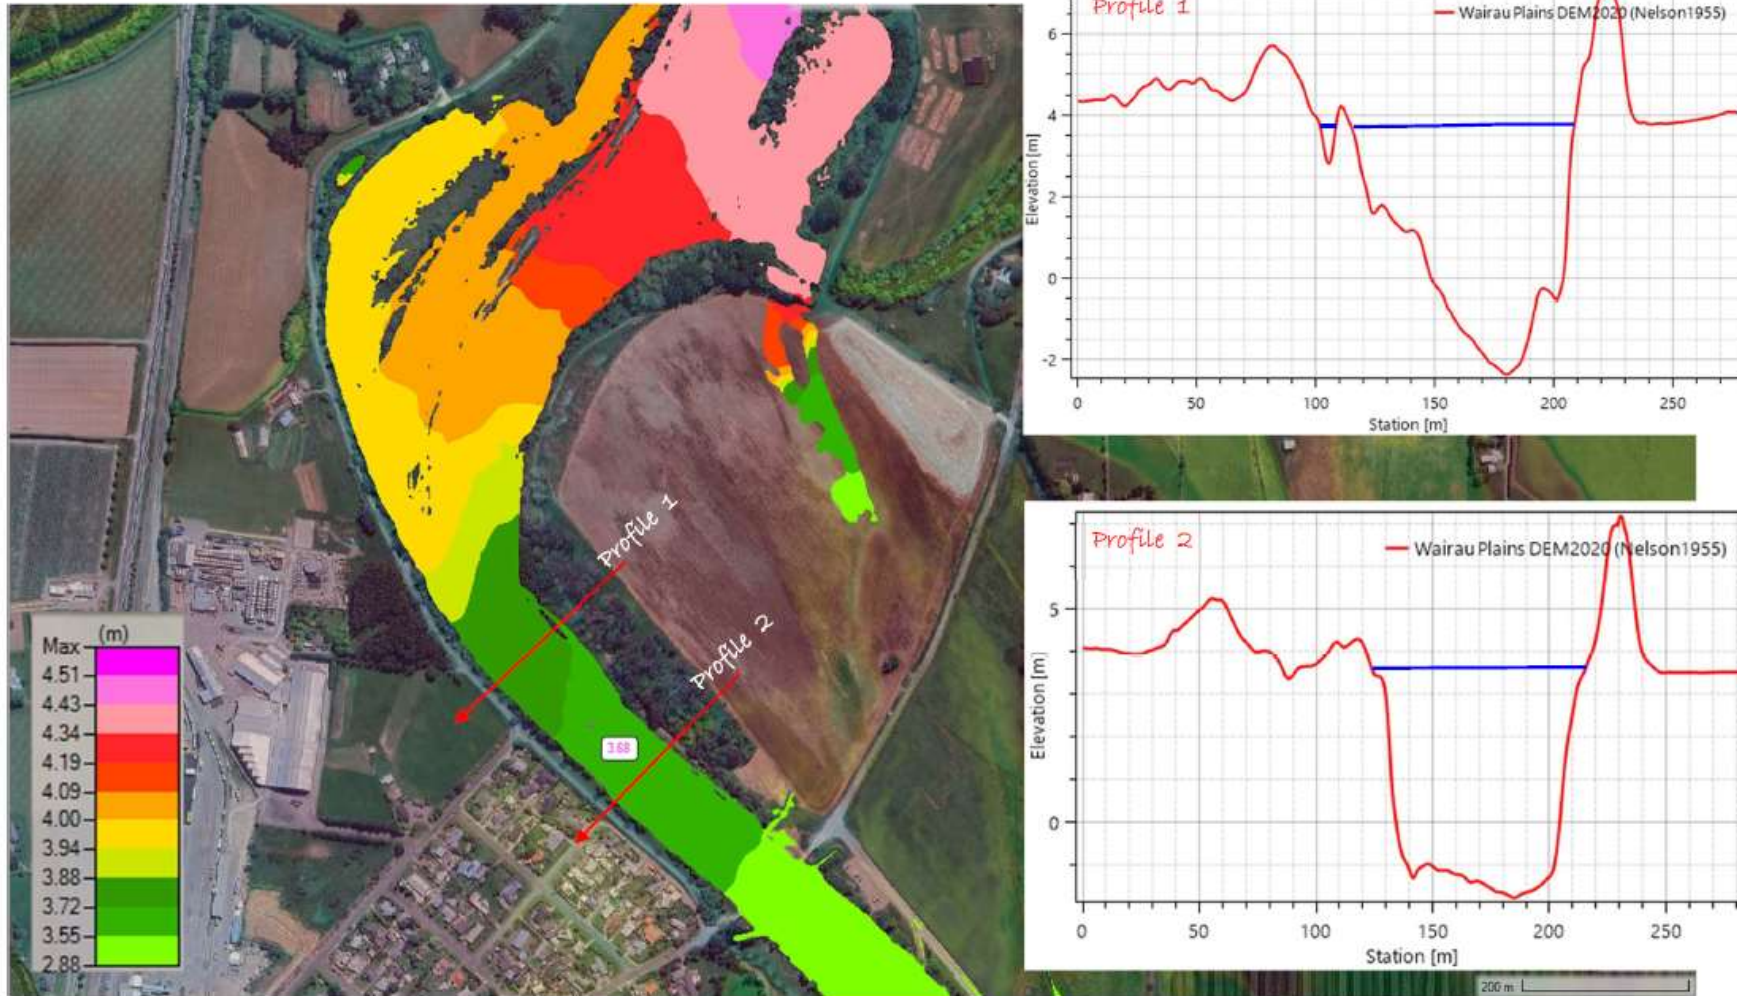 Profile 1
Wairau Plains DEM2020 (Nelson1955)
Elevation [m]
6
4
2
0
-2
0 50 100 150 200 250
Station [m]
Profile 1
Profile 2
3.68
(m)
Max
4.51
4.43
4.34
4.19
4.09
4.00
3.94
3.88
3.72
3.55
2.88
Profile 2
Wairau Plains DEM2020 (Nelson1955)
Elevation [m]
5
0
0 50 100 150 200 250
Station [m]
200 m